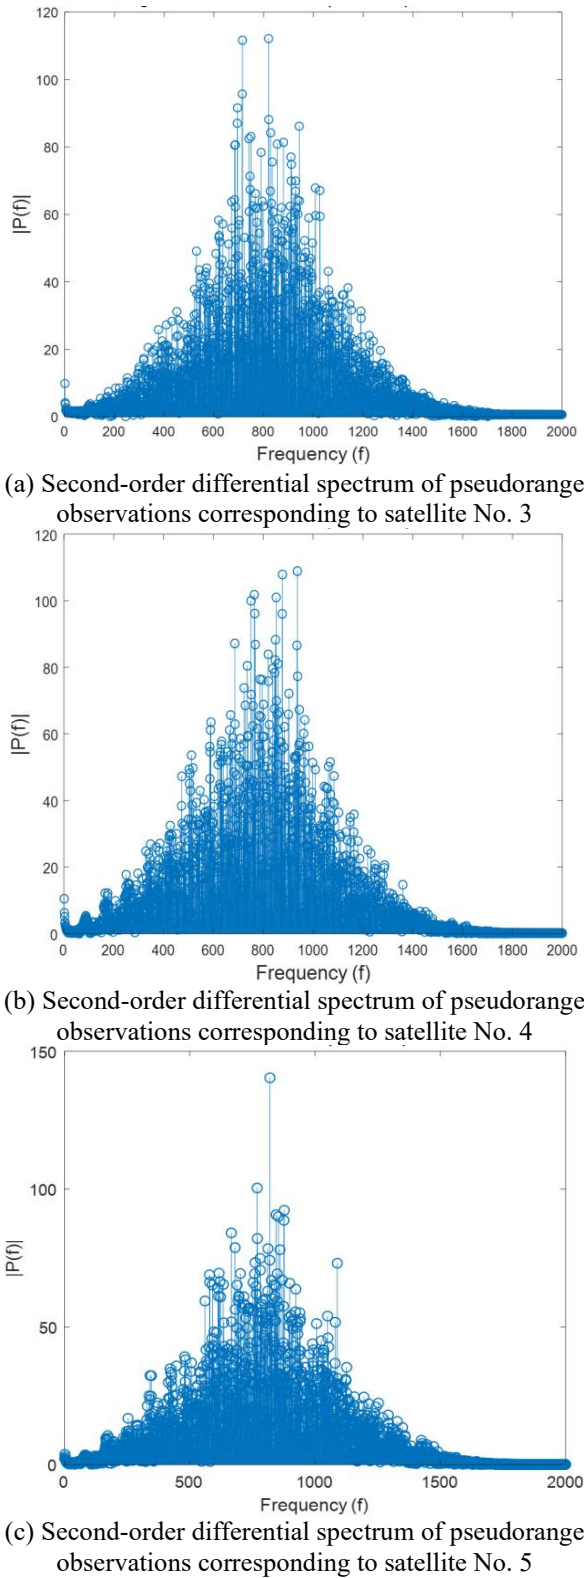 120
100
80
60
40
20
0
|P(f)|
0 200 400 600 800 1000 1200 1400 1600 1800 2000
Frequency (f)
(a) Second-order differential spectrum of pseudorange
observations corresponding to satellite No. 3
120
100
80
60
40
20
0
|P(f)|
0 200 400 600 800 1000 1200 1400 1600 1800 2000
Frequency (f)
(b) Second-order differential spectrum of pseudorange
observations corresponding to satellite No. 4
150
100
50
0
|P(f)|
0 500 1000 1500 2000
Frequency (f)
(c) Second-order differential spectrum of pseudorange
observations corresponding to satellite No. 5